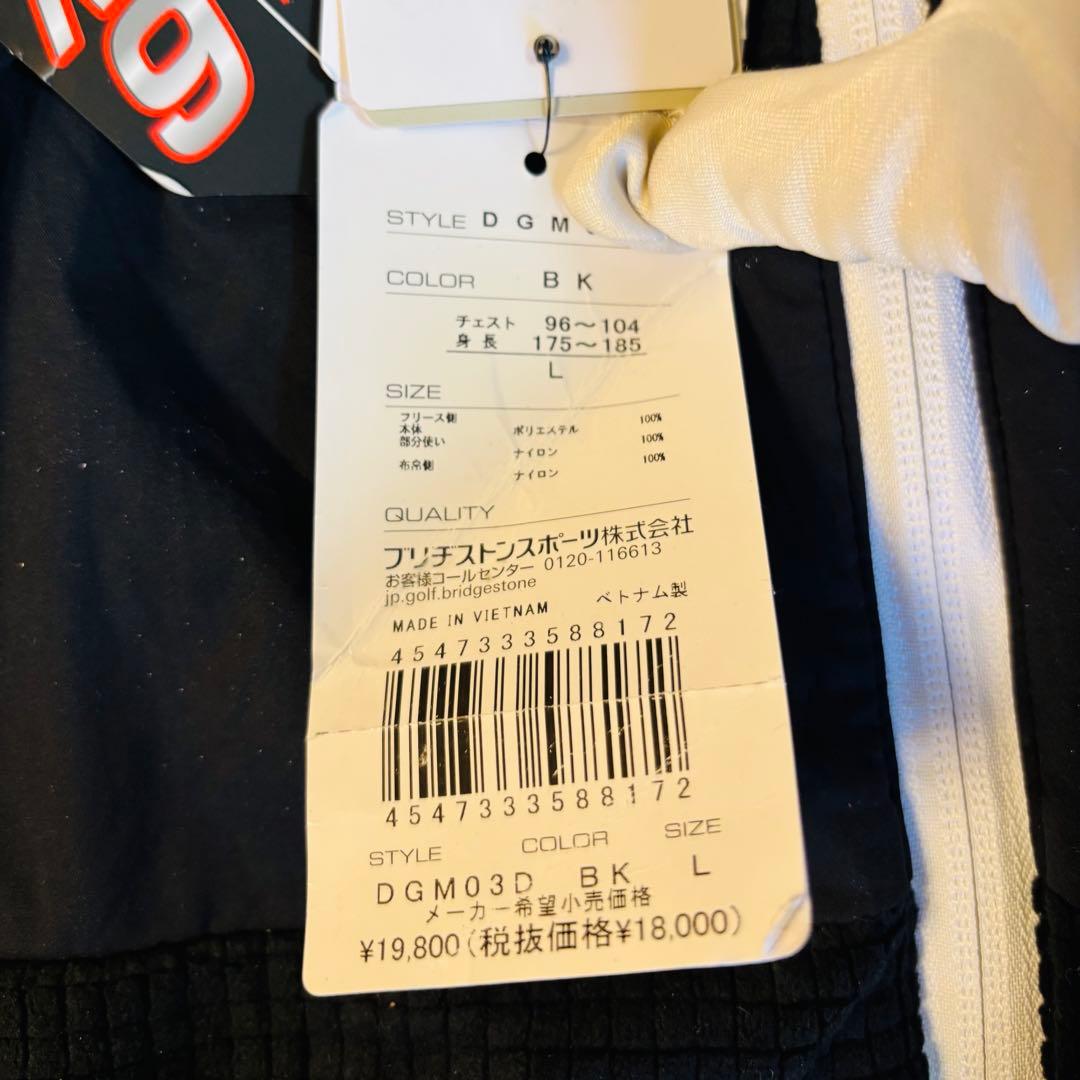 9
STYLE D G M
COLOR B K
チェスト 96～104
身長 175～185
L
SIZE
フリース側
本体 ポリエステル 100%
部分使い ナイロン 100%
布帛側 ナイロン 100%
QUALITY
ブリヂストンスポーツ株式会社
お客様コールセンター 0120-116613
jp.golf.bridgestone
MADE IN VIETNAM ベトナム製
4547333588172
4547333588172
STYLE COLOR SIZE
DGM03D BK L
メーカー希望小売価格
¥19,800(税抜価格¥18,000)